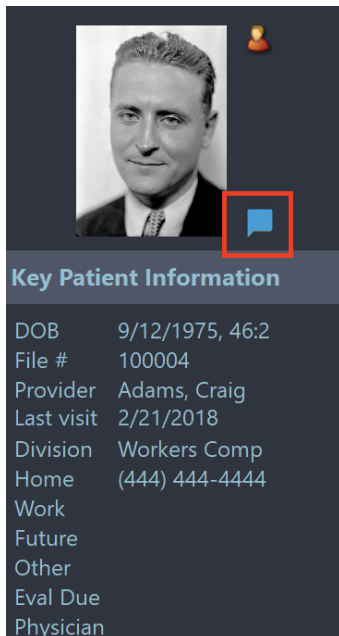 Key Patient Information
DOB 9/12/1975, 46:2
File # 100004
Provider Adams, Craig
Last visit 2/21/2018
Division Workers Comp
Home (444) 444-4444
Work
Future
Other
Eval Due
Physician